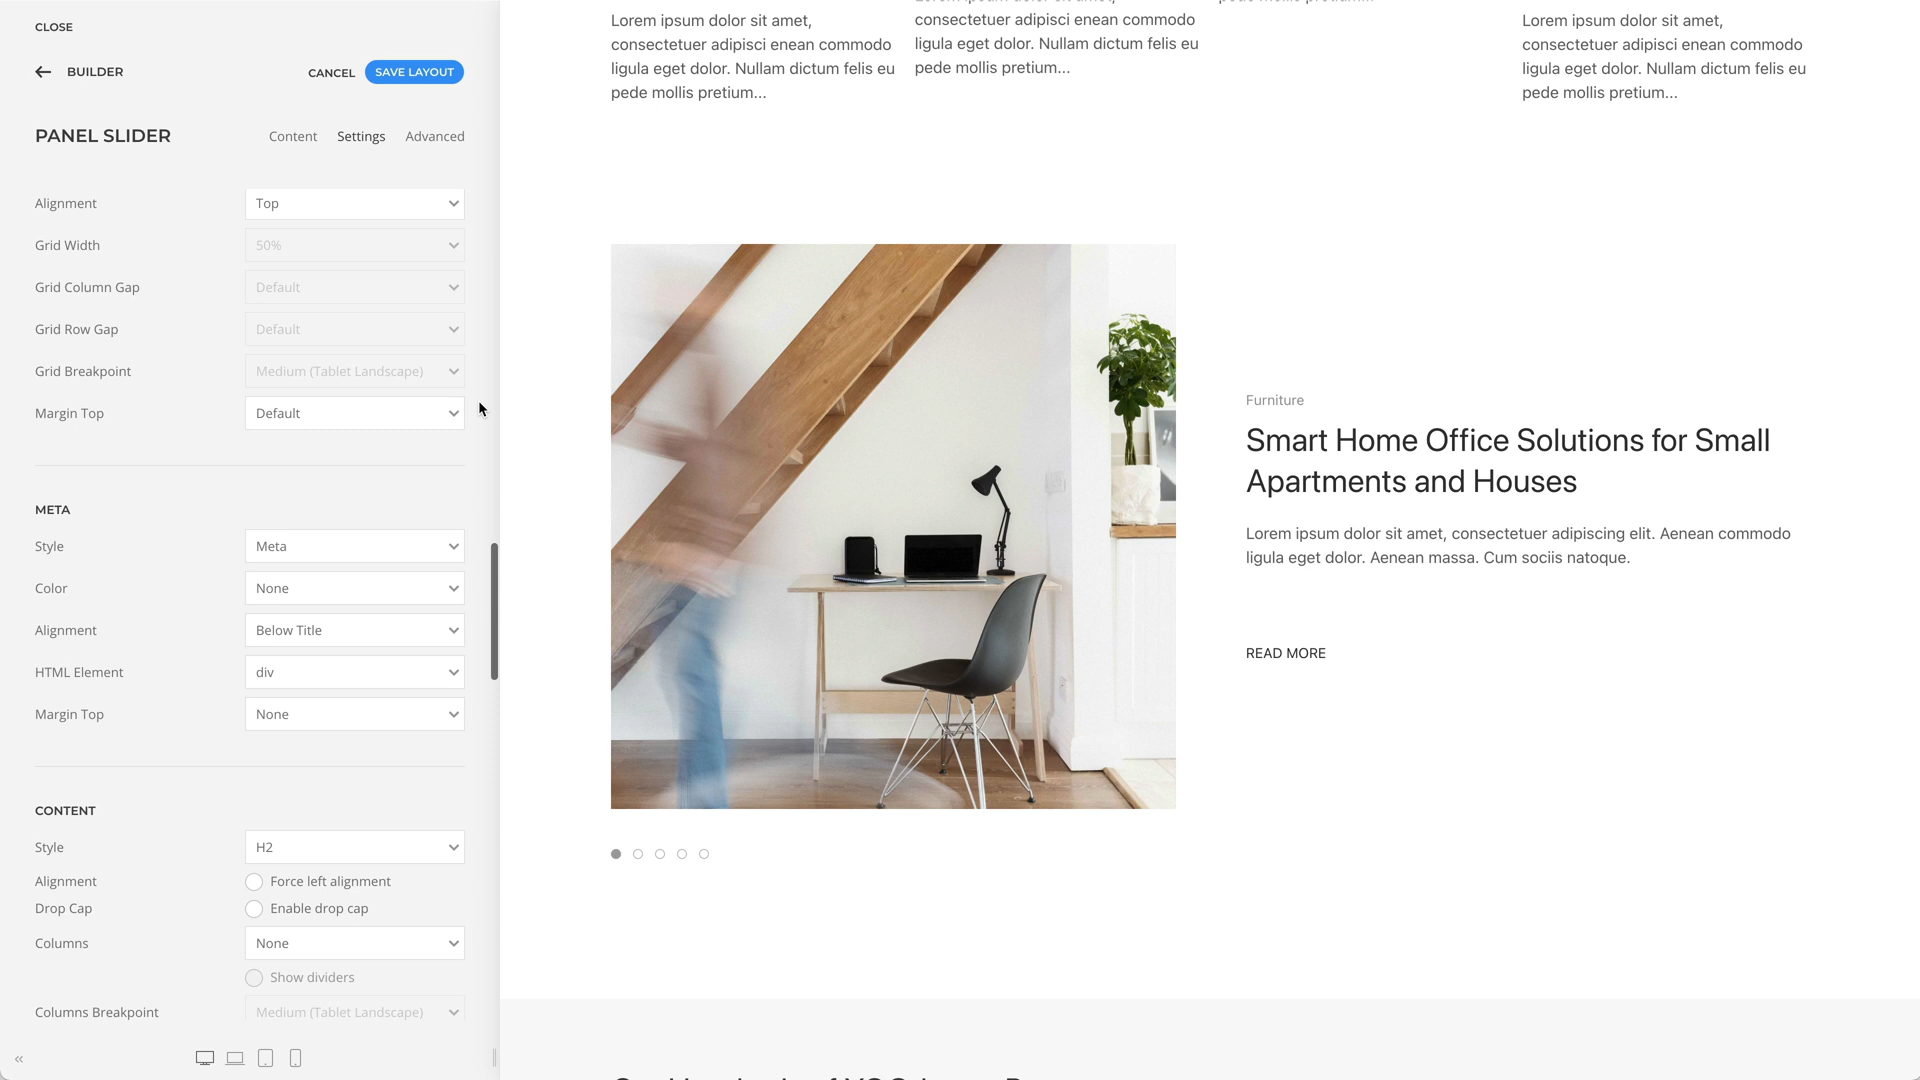 CLOSE
BUILDER
CANCEL
SAVE LAYOUT
PANEL SLIDER
Content
Settings
Advanced
Alignment
Top
Grid Width
50%
Grid Column Gap
Default
Grid Row Gap
Default
Grid Breakpoint
Medium (Tablet Landscape)
Margin Top
Default
META
Style
Meta
Color
None
Alignment
Below Title
HTML Element
div
Margin Top
None
CONTENT
Style
H2
Alignment
Force left alignment
Drop Cap
Enable drop cap
Columns
None
Show dividers
Columns Breakpoint
Medium (Tablet Landscape)
Lorem ipsum dolor sit amet,
consectetuer adipisci enean commodo
ligula eget dolor. Nullam dictum felis eu
pede mollis pretium...
consectetuer adipisci enean commodo
ligula eget dolor. Nullam dictum felis eu
pede mollis pretium...
Lorem ipsum dolor sit amet,
consectetuer adipisci enean commodo
ligula eget dolor. Nullam dictum felis eu
pede mollis pretium...
Furniture
Smart Home Office Solutions for Small
Apartments and Houses
Lorem ipsum dolor sit amet, consectetuer adipiscing elit. Aenean commodo
ligula eget dolor. Aenean massa. Cum sociis natoque.
READ MORE